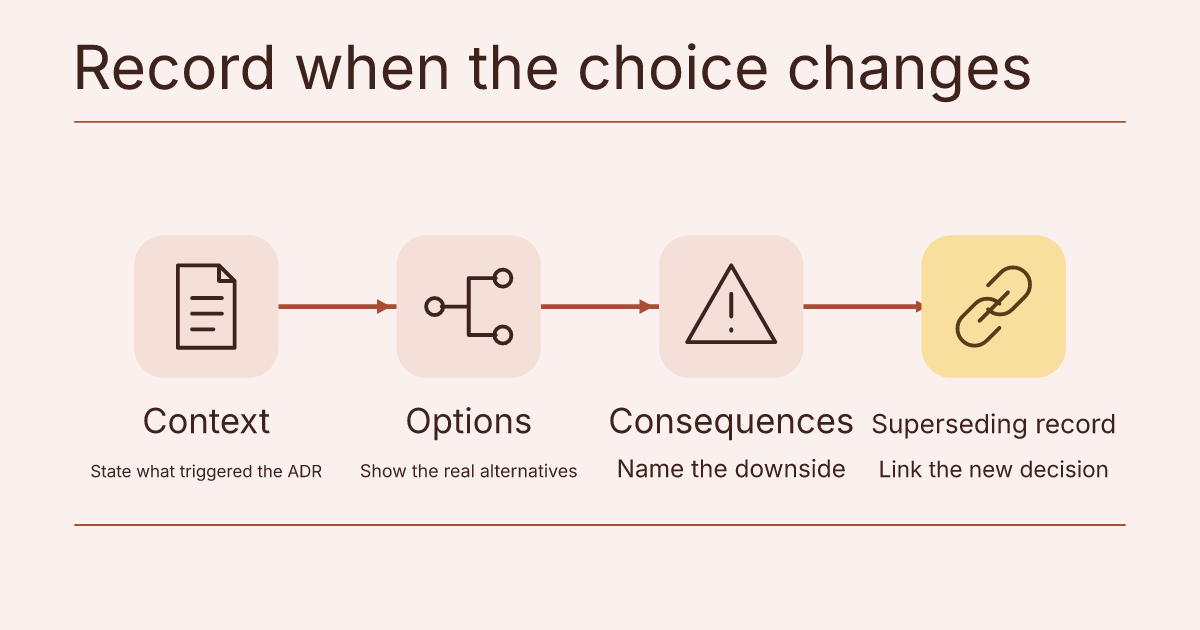 Record when the choice changes
Context
Options
Consequences
Superseding record
State what triggered the ADR
Show the real alternatives
Name the downside
Link the new decision